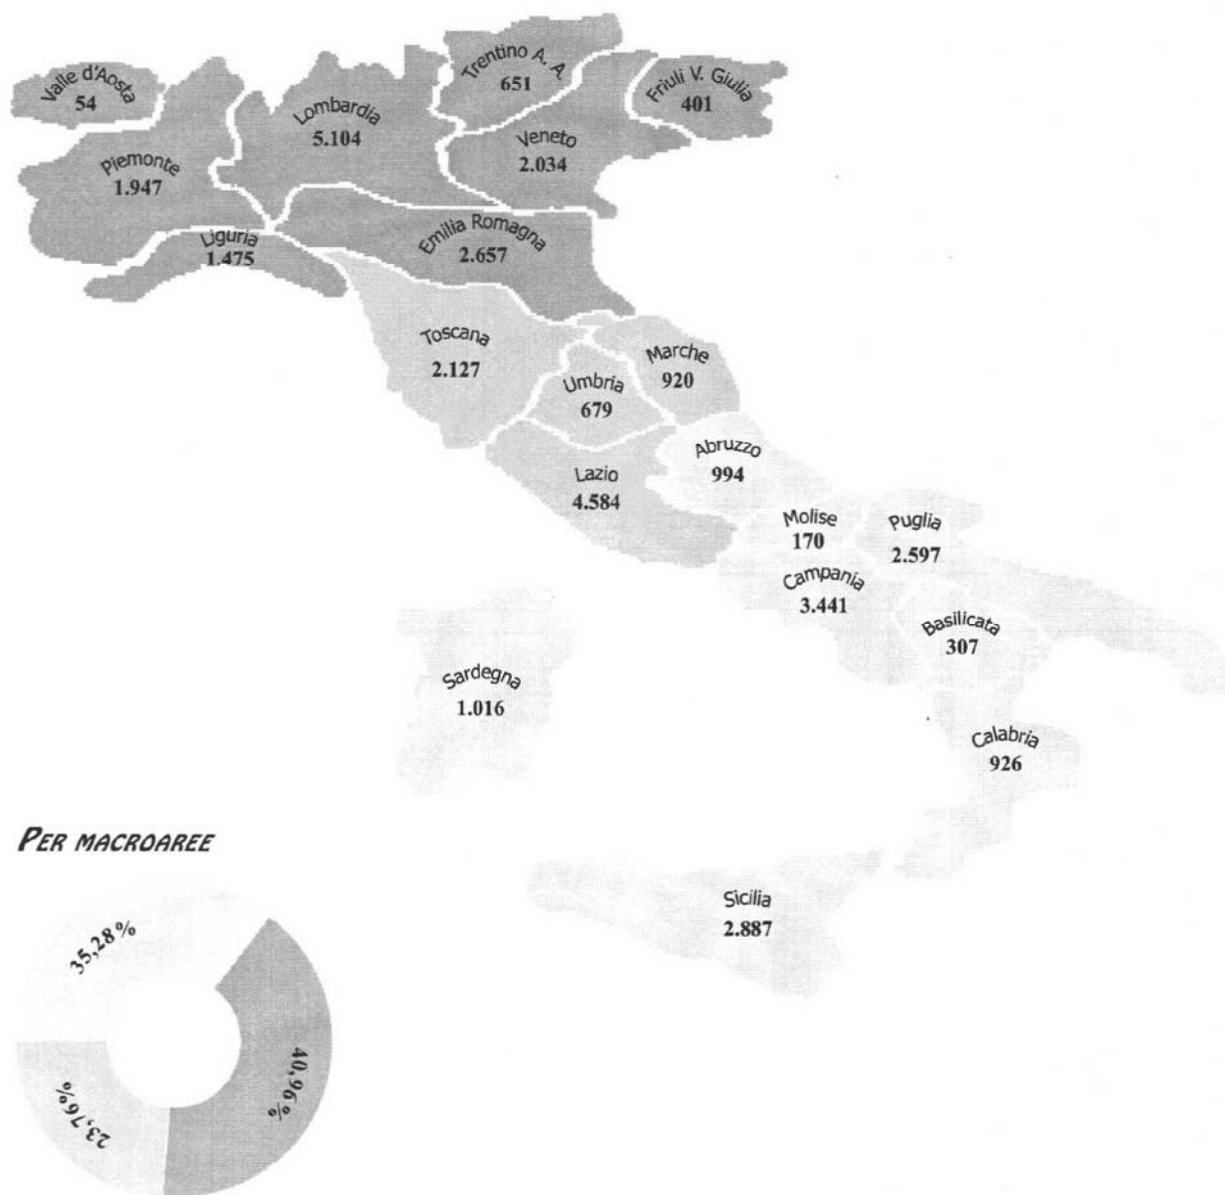 Valle d'Aosta
54
Piemonte
1.947
Lombardia
5.104
Trentino A. A.
651
Veneto
2.034
Friuli V. Giulia
401
Liguria
1.475
Emilia Romagna
2.657
Toscana
2.127
Marche
920
Umbria
679
Lazio
4.584
Abruzzo
994
Molise
170
Puglia
2.597
Campania
3.441
Basilicata
307
Sardegna
1.016
Calabria
926
Sicilia
2.887
PER MACROAREE
35,28%
40,96%
23,76%